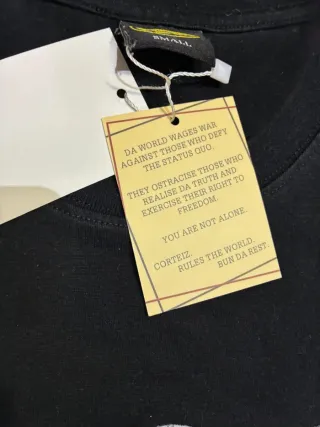 SMALL
DA WORLD WAGES WAR
AGAINST THOSE WHO DEFY
THE STATUS QUO.
THEY OSTRACISE THOSE WHO
REALISE DA TRUTH AND
EXERCISE THEIR RIGHT TO
FREEDOM.
YOU ARE NOT ALONE.
CORTEIZ.
RULES THE WORLD.
BUN DA REST.